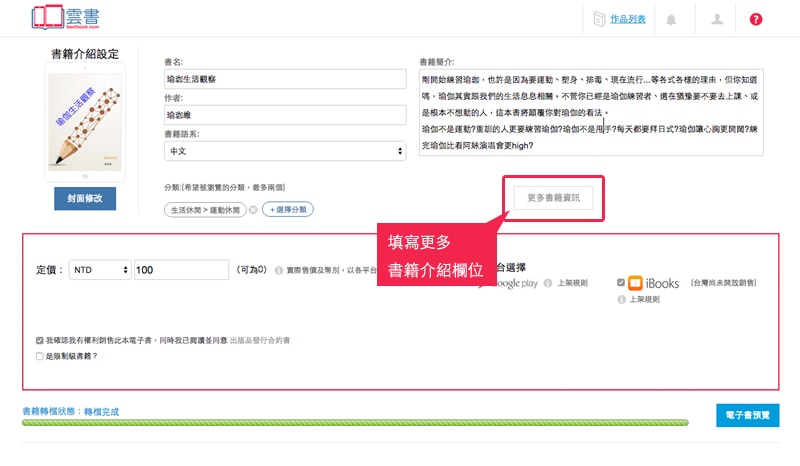 雲書
bestbook.com
作品列表
?
書籍介紹設定
瑜伽生活觀察
封面修改
書名:
瑜珈生活觀察
作者:
瑜珈維
書籍語系:
中文
分類:(希望被瀏覽的分類，最多兩個)
生活休閒 > 運動休閒
+選擇分類
書籍簡介:
剛開始練習瑜珈，也許是因為要運動、塑身、排毒、現在流行...等各式各樣的理由，但你知道
嗎，瑜伽其實跟我們的生活息息相關。不管你已經是瑜伽練習者、還在猶豫要不要去上課、或
是根本不想動的人，這本書將顛覆你對瑜伽的看法。
瑜伽不是運動?重訓的人更要練習瑜伽?瑜伽不是甩手?每天都要拜日式?瑜伽讓心胸更開闊?練
完瑜伽比看阿妹演唱會更high?
更多書籍資訊
填寫更多
書籍介紹欄位
定價：
NTD
100
(可為0)
實際售價及幣別，以各平台
台選擇
Google play
上架規則
iBooks
(台灣尚未開放銷售)
上架規則
我確認我有權利銷售此本電子書，同時我已閱讀並同意 出版品發行合約書
是限制級書籍？
書籍轉檔狀態：轉檔完成
電子書預覽